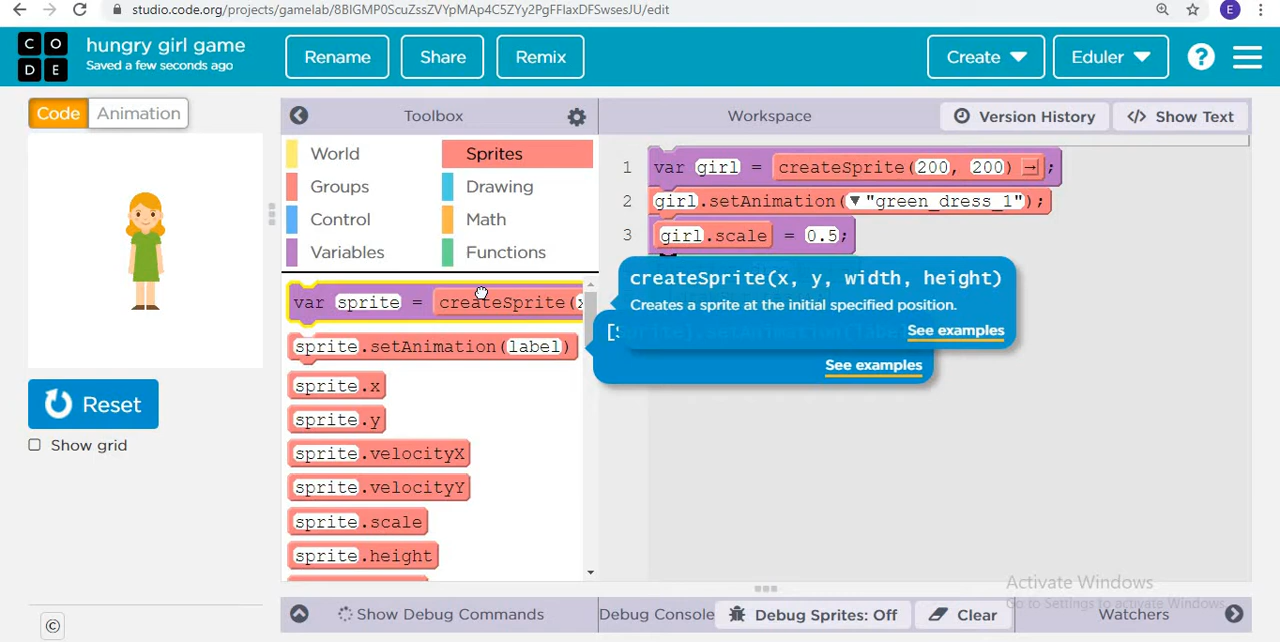 studio.code.org/projects/gamelab/8BIGMP0ScuZssZVYpMAp4C5ZYy2PgFFIaxDFSwsesJU/edit
E
CO
DE
hungry girl game
Saved a few seconds ago
Rename
Share
Remix
Create
Eduler
?
Code
Animation
Toolbox
Workspace
Version History
</> Show Text
World
Sprites
Groups
Drawing
Control
Math
Variables
Functions
1 var girl = createSprite(200, 200) → ;
2 girl.setAnimation( ▼ "green_dress_1");
3 girl.scale = 0.5;
var sprite = createSprite(x
sprite.setAnimation(label)
sprite.x
sprite.y
sprite.velocityX
sprite.velocityY
sprite.scale
sprite.height
createSprite(x, y, width, height)
Creates a sprite at the initial specified position.
See examples
See examples
Reset
Show grid
©
Show Debug Commands
Debug Console
Debug Sprites: Off
Clear
Watchers
Activate Windows
Go to Settings to activate Windows.